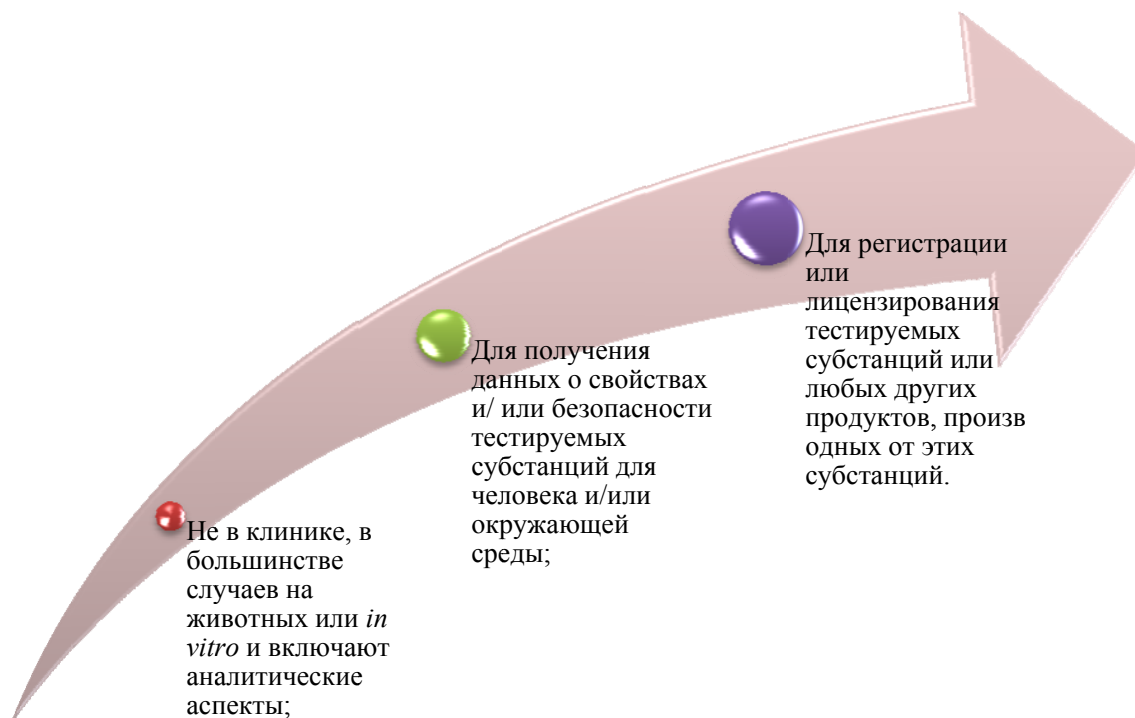 Не в клинике, в
большинстве
случаев на
животных или in
vitro и включают
аналитические
аспекты;
Для получения
данных о свойствах
и/ или безопасности
тестируемых
субстанций для
человека и/или
окружающей
среды;
Для регистрации
или
лицензирования
тестируемых
субстанций или
любых других
продуктов, произв
одных от этих
субстанций.